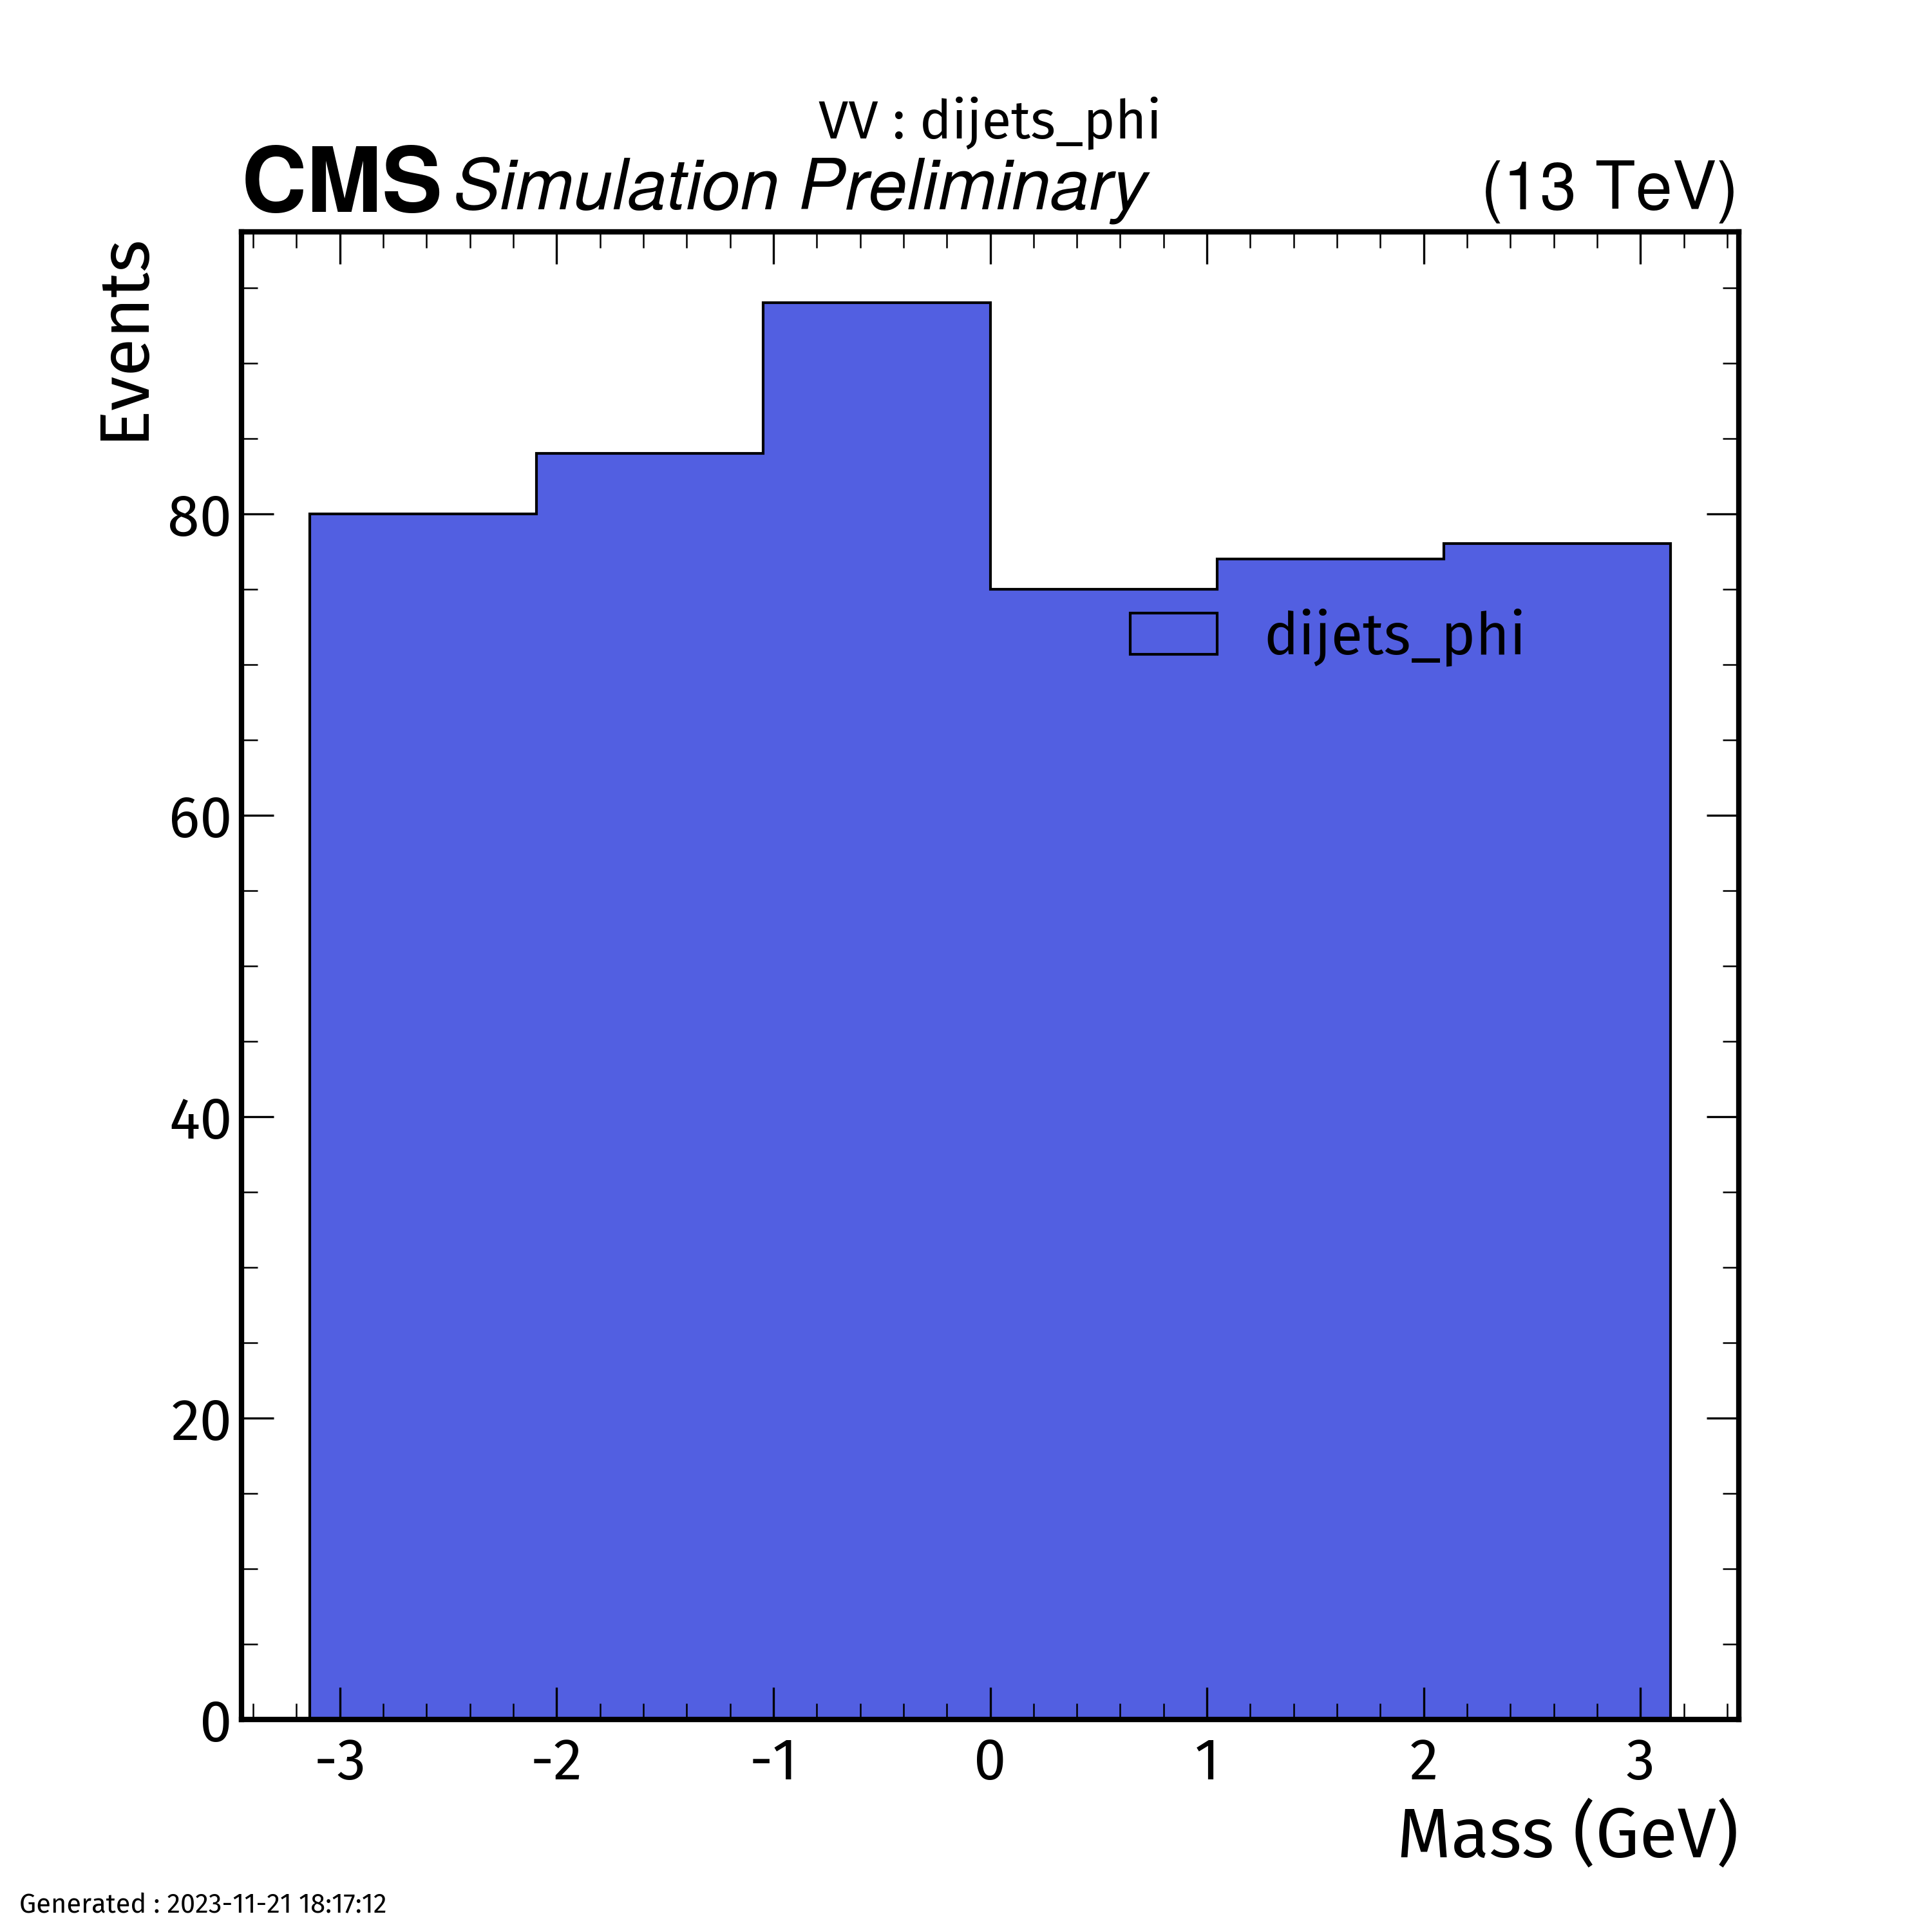 VV : dijets_phi
CMS Simulation Preliminary (13 TeV)
Events
80
60
40
20
0
dijets_phi
-3 -2 -1 0 1 2 3
Mass (GeV)
Generated : 2023-11-21 18:17:12